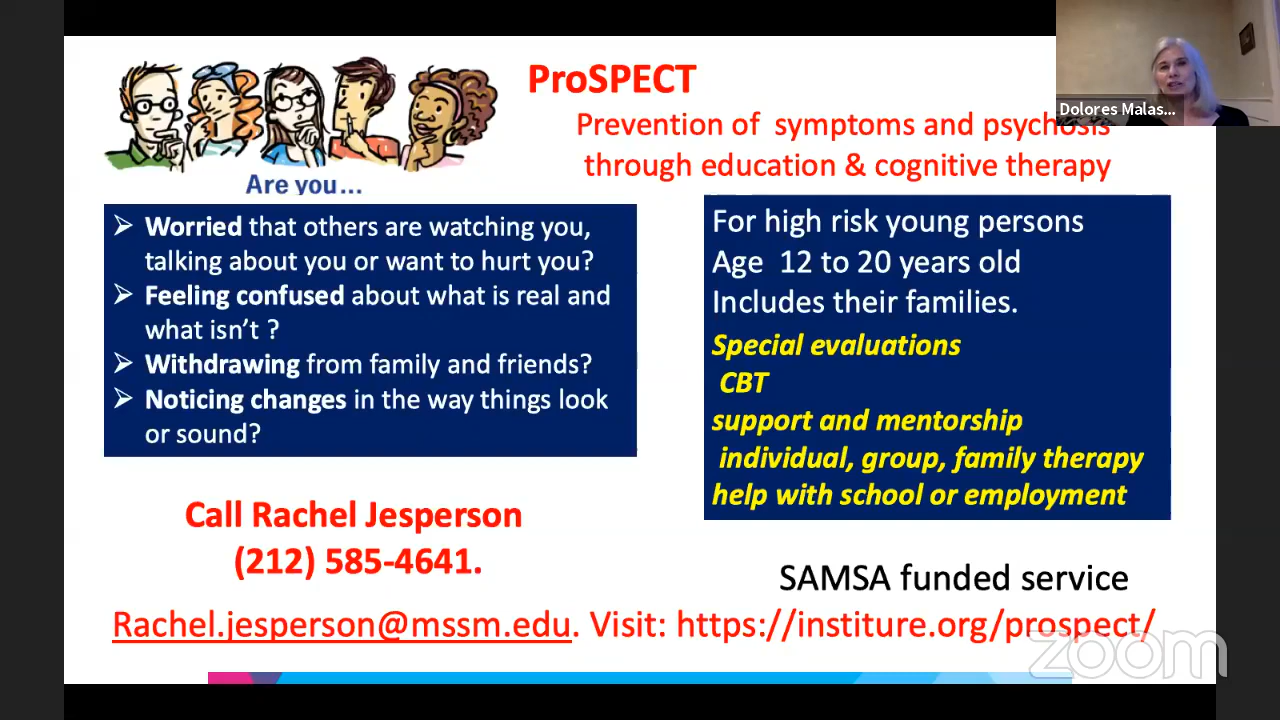 ProSPECT
Prevention of symptoms and psychosis
through education & cognitive therapy
Dolores Malas...
Are you...
➢ Worried that others are watching you,
talking about you or want to hurt you?
➢ Feeling confused about what is real and
what isn’t ?
➢ Withdrawing from family and friends?
➢ Noticing changes in the way things look
or sound?
For high risk young persons
Age 12 to 20 years old
Includes their families.
Special evaluations
CBT
support and mentorship
individual, group, family therapy
help with school or employment
Call Rachel Jesperson
(212) 585-4641.
SAMSA funded service
Rachel.jesperson@mssm.edu. Visit: https://institure.org/prospect/
zoom